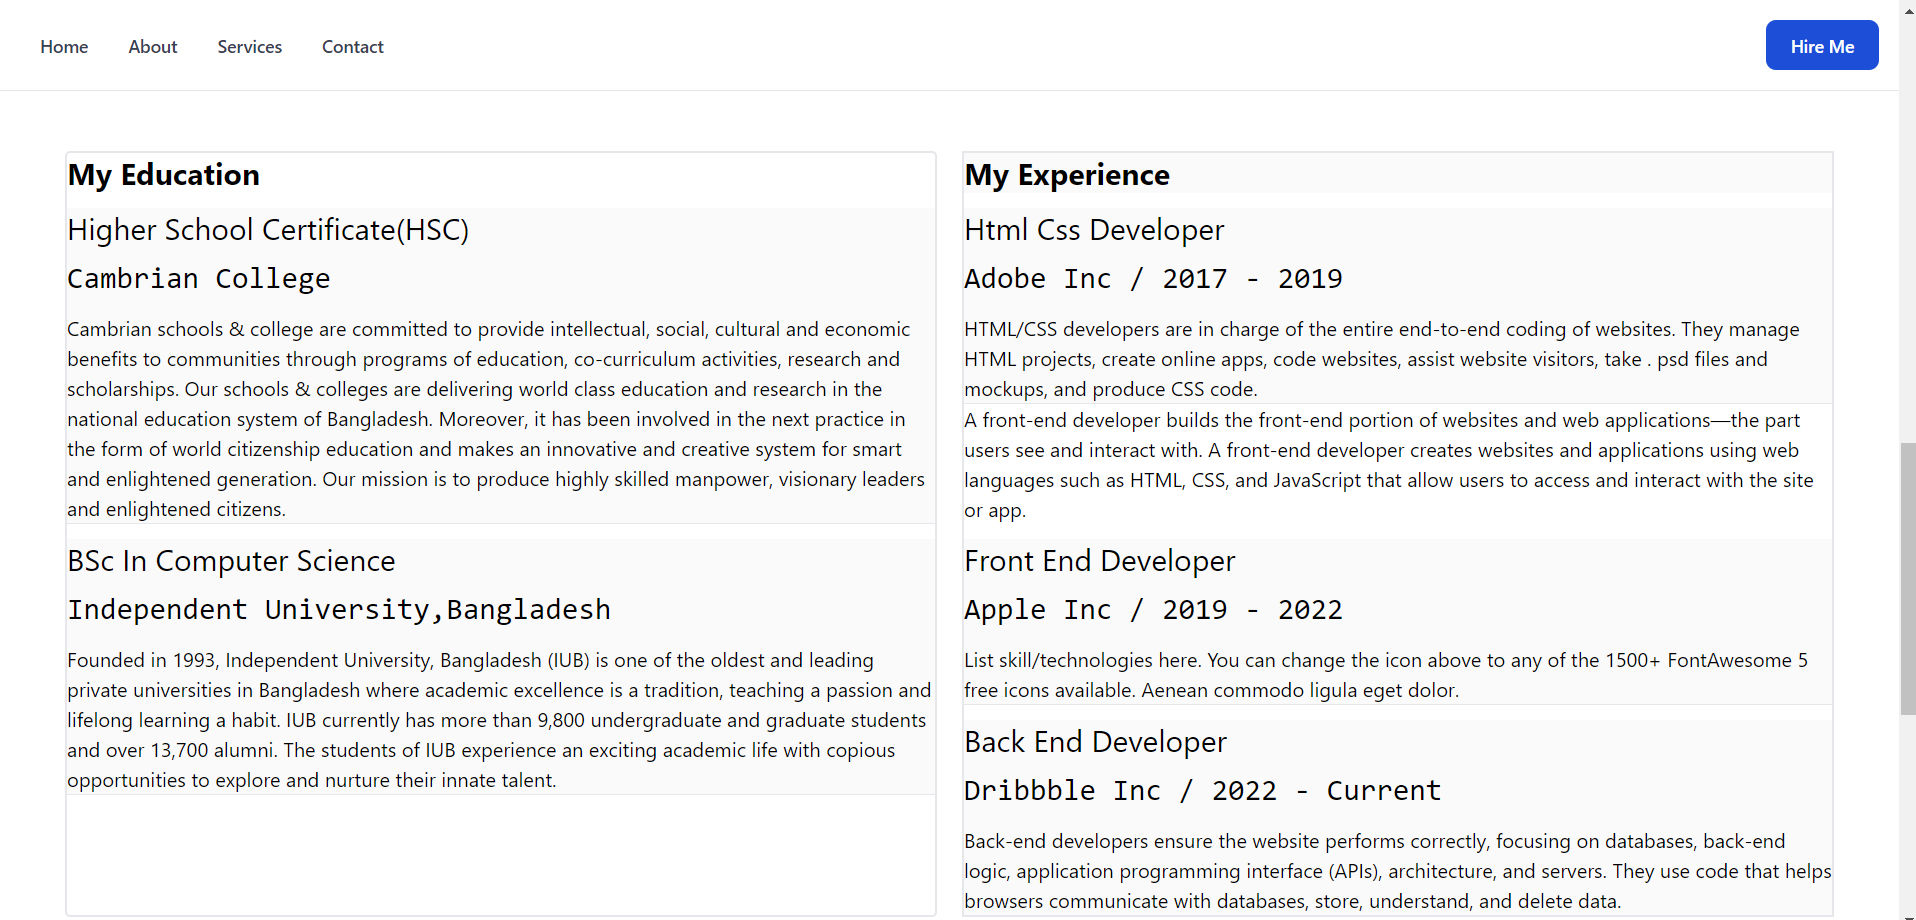 Home About Services Contact Hire Me
My Education
Higher School Certificate(HSC)
Cambrian College
Cambrian schools & college are committed to provide intellectual, social, cultural and economic
benefits to communities through programs of education, co-curriculum activities, research and
scholarships. Our schools & colleges are delivering world class education and research in the
national education system of Bangladesh. Moreover, it has been involved in the next practice in
the form of world citizenship education and makes an innovative and creative system for smart
and enlightened generation. Our mission is to produce highly skilled manpower, visionary leaders
and enlightened citizens.
BSc In Computer Science
Independent University,Bangladesh
Founded in 1993, Independent University, Bangladesh (IUB) is one of the oldest and leading
private universities in Bangladesh where academic excellence is a tradition, teaching a passion and
lifelong learning a habit. IUB currently has more than 9,800 undergraduate and graduate students
and over 13,700 alumni. The students of IUB experience an exciting academic life with copious
opportunities to explore and nurture their innate talent.
My Experience
Html Css Developer
Adobe Inc / 2017 - 2019
HTML/CSS developers are in charge of the entire end-to-end coding of websites. They manage
HTML projects, create online apps, code websites, assist website visitors, take . psd files and
mockups, and produce CSS code.
A front-end developer builds the front-end portion of websites and web applications—the part
users see and interact with. A front-end developer creates websites and applications using web
languages such as HTML, CSS, and JavaScript that allow users to access and interact with the site
or app.
Front End Developer
Apple Inc / 2019 - 2022
List skill/technologies here. You can change the icon above to any of the 1500+ FontAwesome 5
free icons available. Aenean commodo ligula eget dolor.
Back End Developer
Dribbble Inc / 2022 - Current
Back-end developers ensure the website performs correctly, focusing on databases, back-end
logic, application programming interface (APIs), architecture, and servers. They use code that helps
browsers communicate with databases, store, understand, and delete data.